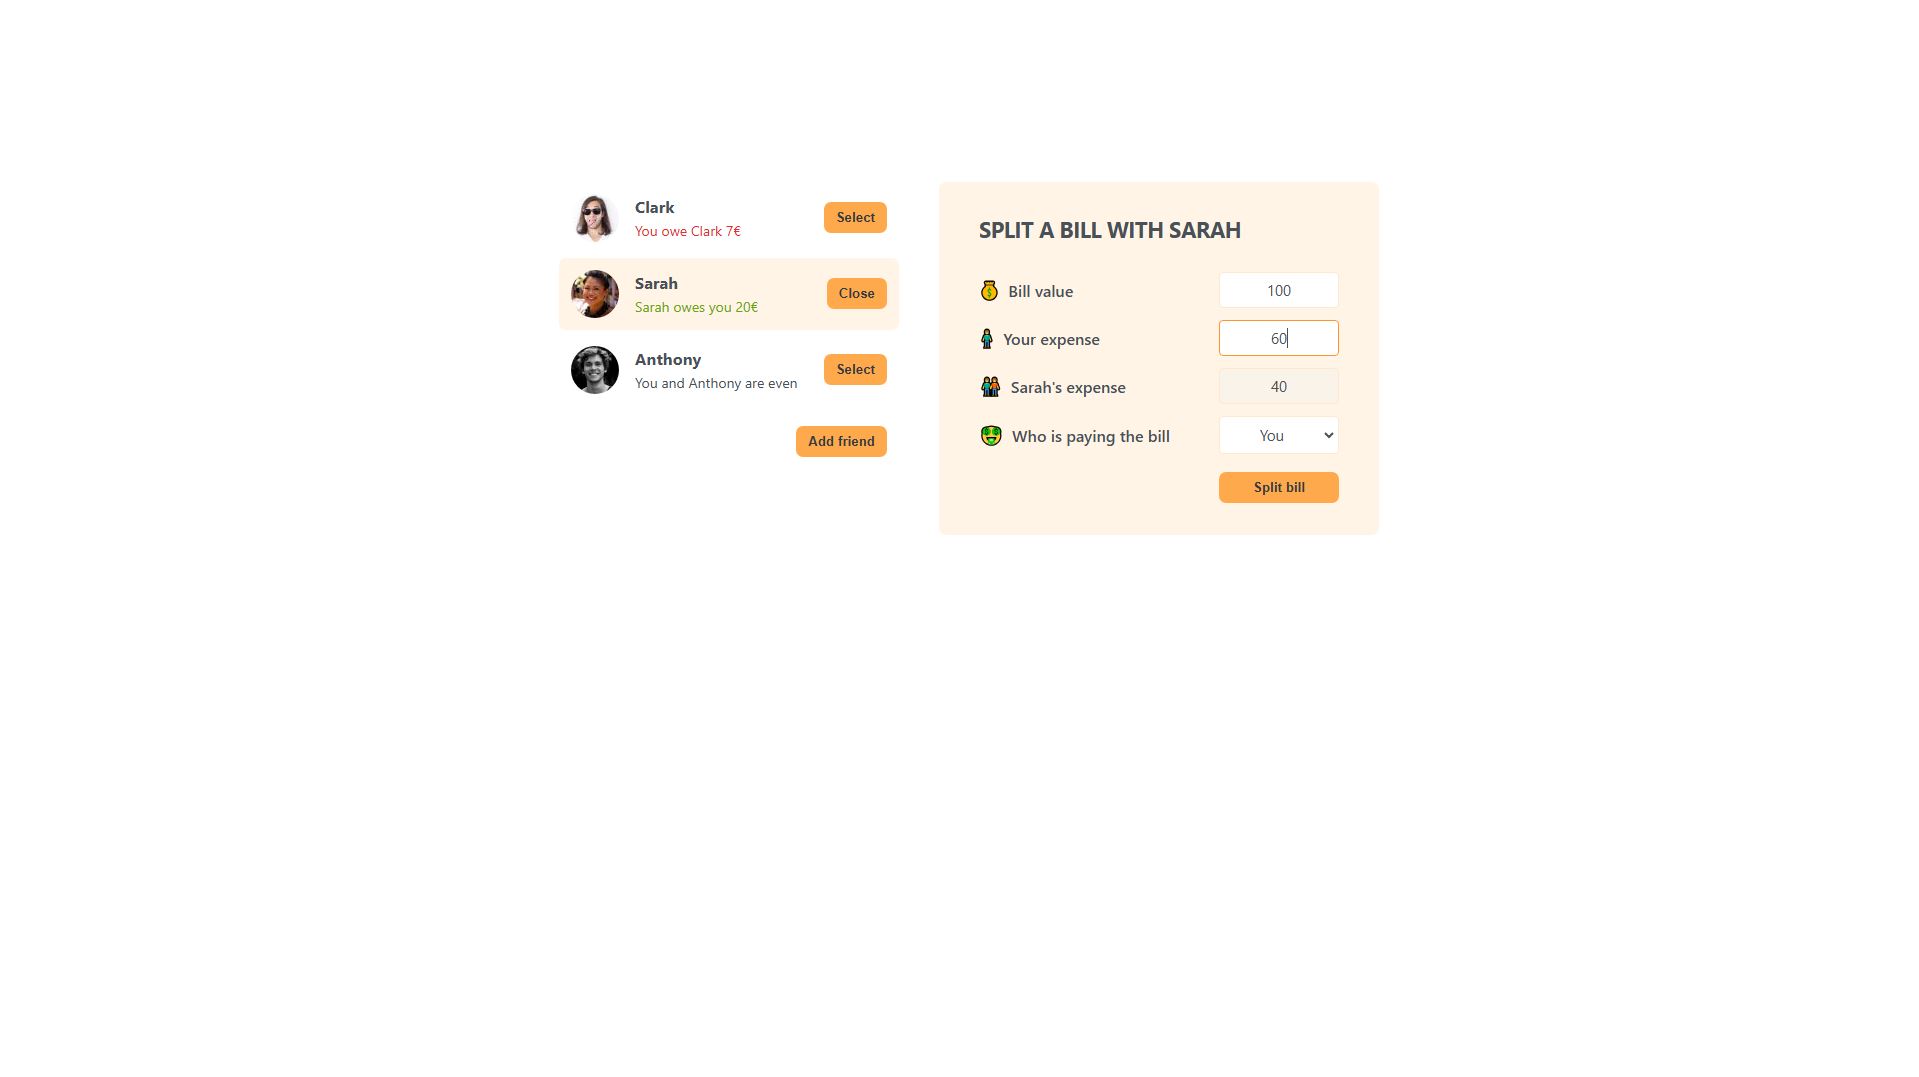 Clark
You owe Clark 7€
Select
Sarah
Sarah owes you 20€
Close
Anthony
You and Anthony are even
Select
Add friend
SPLIT A BILL WITH SARAH
Bill value
100
Your expense
60
Sarah's expense
40
Who is paying the bill
You
Split bill